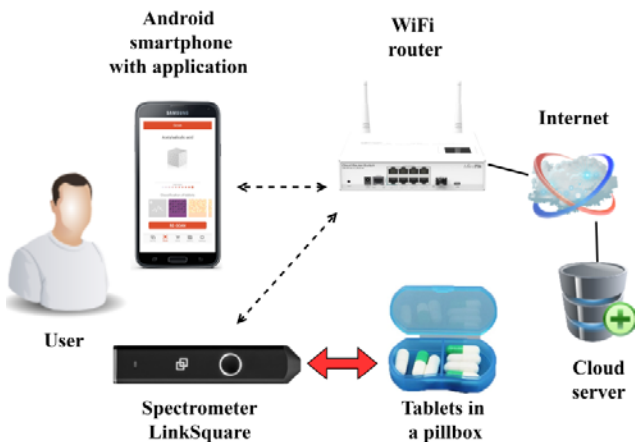 Android
smartphone
with application
WiFi
router
Internet
User
Spectrometer
LinkSquare
Tablets in
a pillbox
Cloud
server